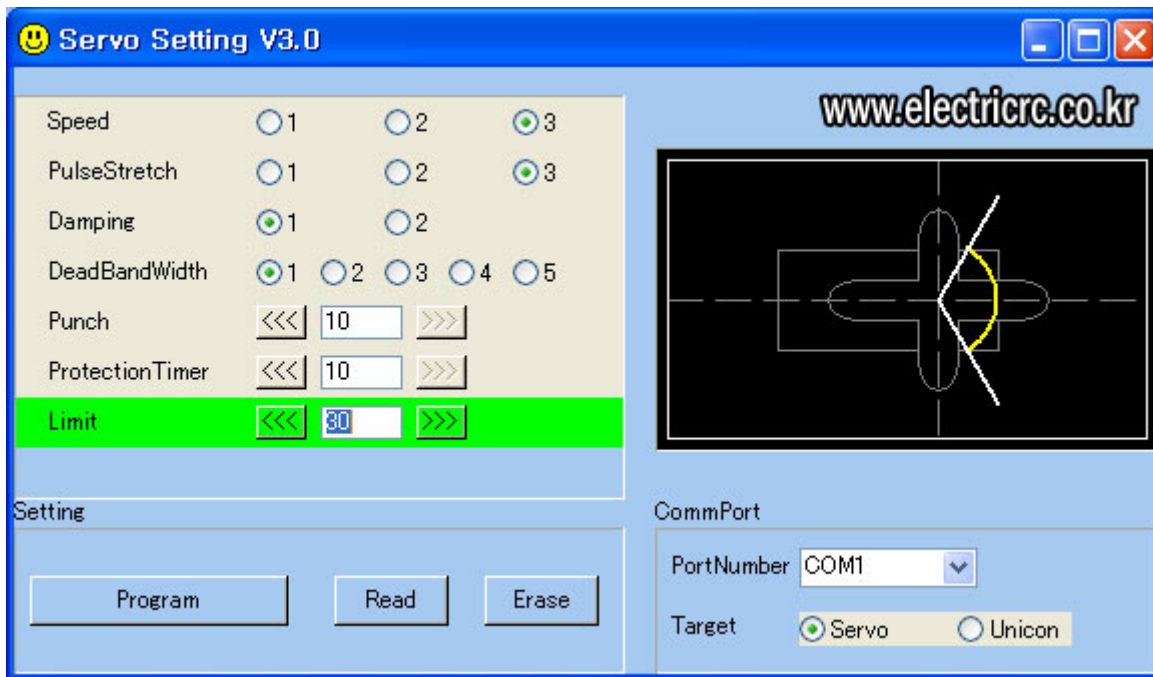 Servo Setting V3.0
www.electricrc.co.kr
Speed 1 2 3
PulseStretch 1 2 3
Damping 1 2
DeadBandWidth 1 2 3 4 5
Punch <<< 10 >>>
ProtectionTimer <<< 10 >>>
Limit <<< 80 >>>
Setting
Program Read Erase
CommPort
PortNumber COM1
Target Servo Unicon